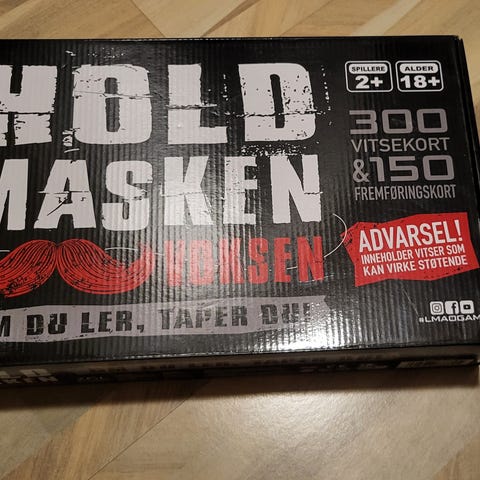 HOLD
MASKEN
VOKSEN
M DU LER, TAPER DU!
SPILLERE
2+
ALDER
18+
300
VITSEKORT
&150
FREMFØRINGSKORT
ADVARSEL!
INNEHOLDER VITSER SOM
KAN VIRKE STØTENDE
#LMAOGAM